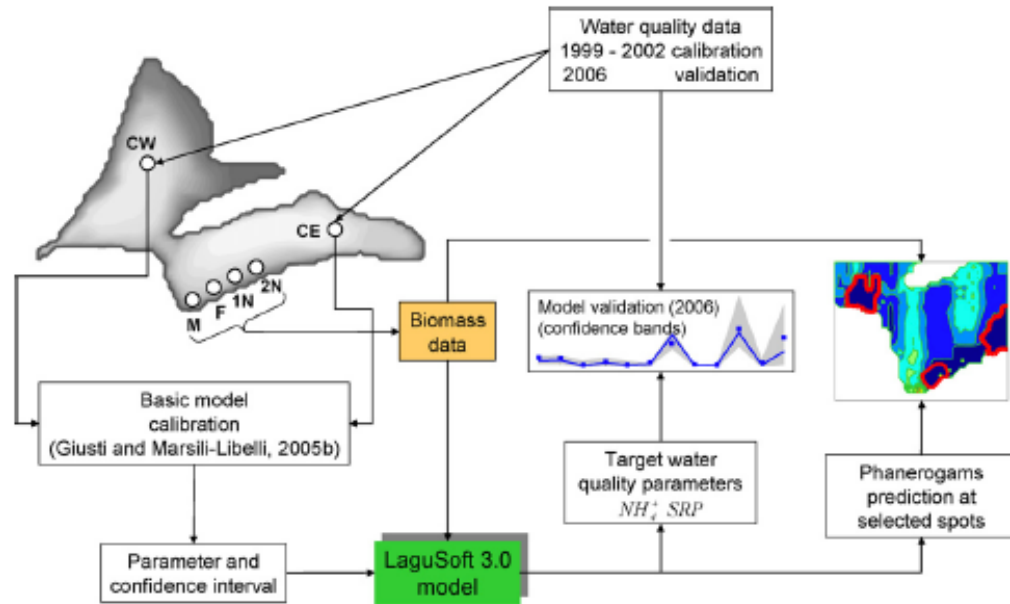 Water quality data
1999 - 2002 calibration
2006 validation
CW
CE
M
F
1N
2N
Biomass
data
Model validation (2006)
(confidence bands)
Basic model
calibration
(Giusti and Marsili-Libelli, 2005b)
Target water
quality parameters
NH₄⁺ SRP
Phanerogams
prediction at
selected spots
Parameter and
confidence interval
LaguSoft 3.0
model